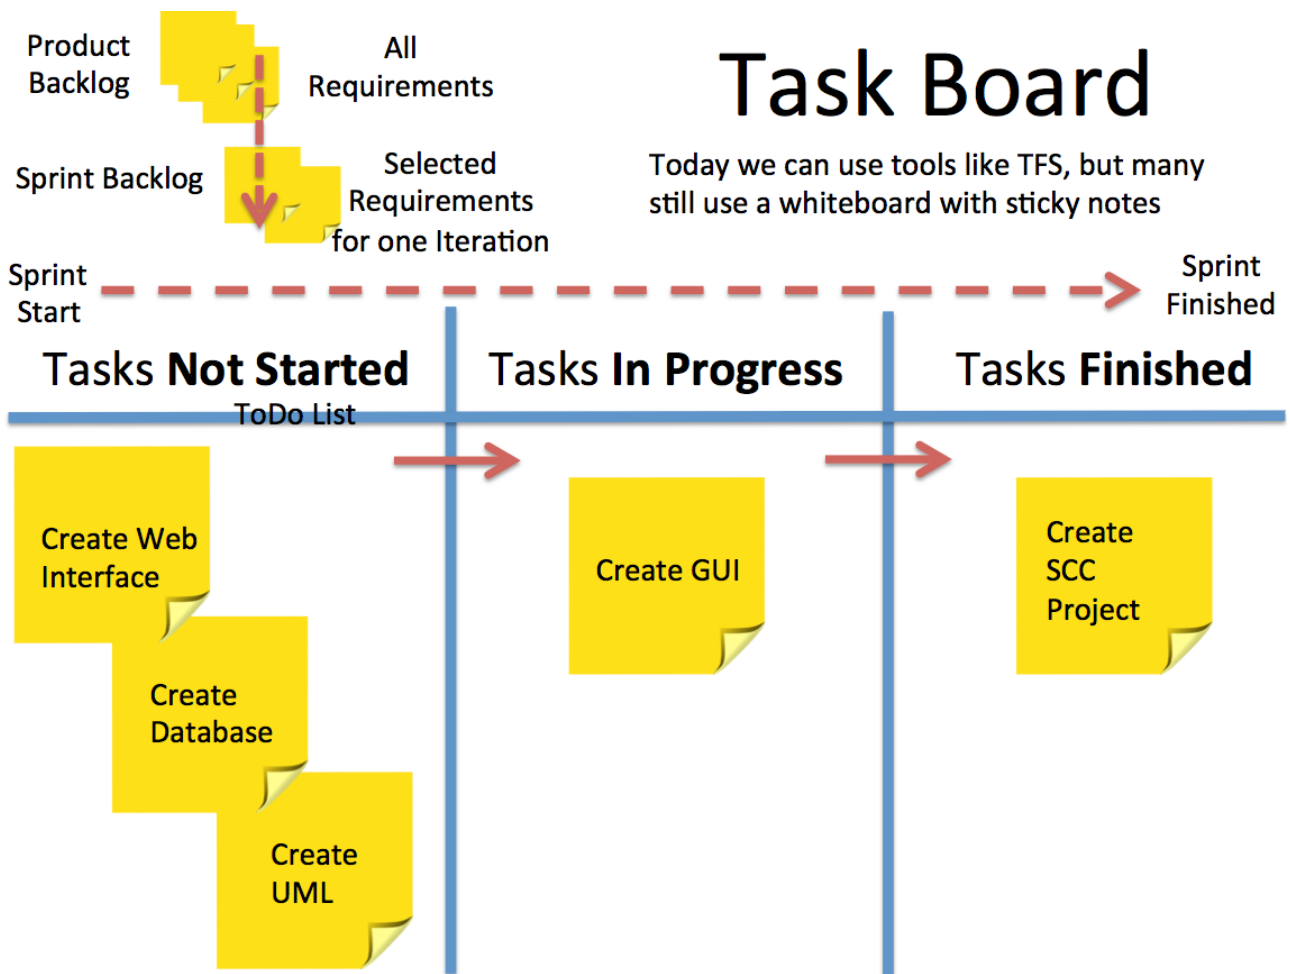 Product
Backlog
All
Requirements
Task Board
Today we can use tools like TFS, but many
still use a whiteboard with sticky notes
Sprint Backlog
Selected
Requirements
for one Iteration
Sprint
Start
Sprint
Finished
Tasks Not Started
ToDo List
Tasks In Progress
Tasks Finished
Create Web
Interface
Create
Database
Create
UML
Create GUI
Create
SCC
Project